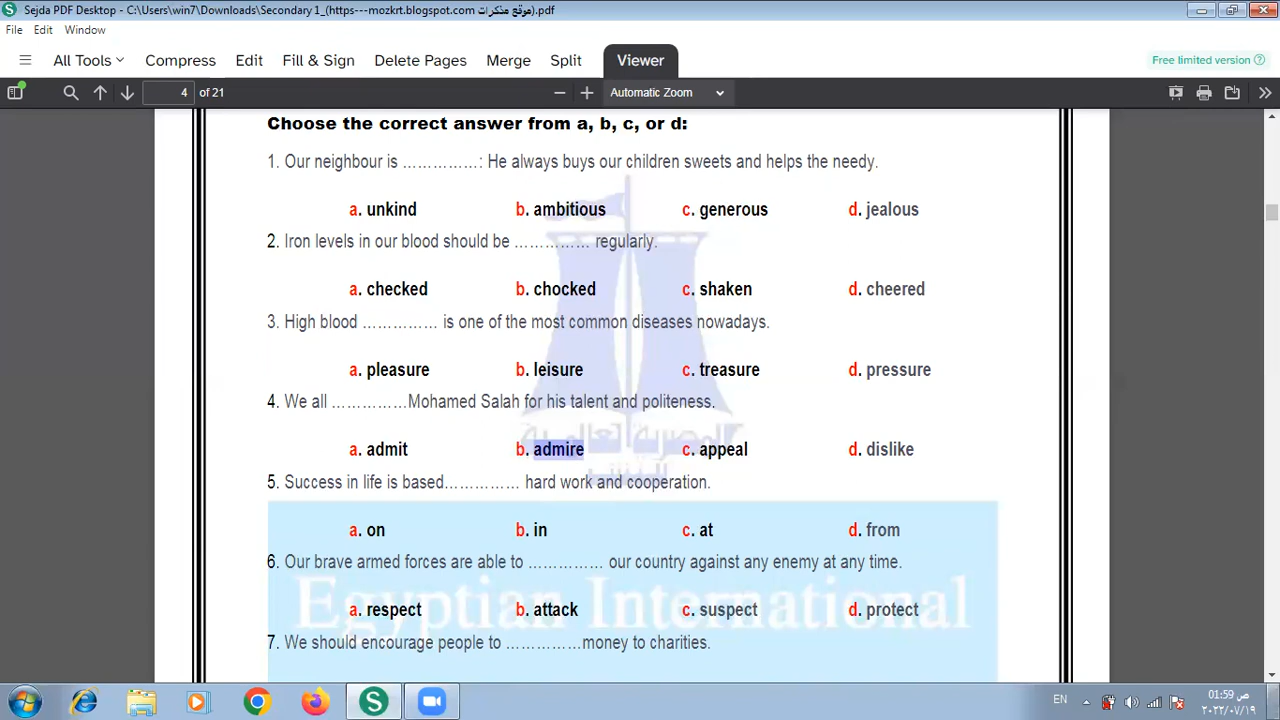 Sejda PDF Desktop - C:\Users\win7\Downloads\Secondary 1_(https---mozkrt.blogspot.com موقع مذكرات).pdf
File Edit Window
All Tools Compress Edit Fill & Sign Delete Pages Merge Split Viewer Free limited version
4 of 21 Automatic Zoom
Choose the correct answer from a, b, c, or d:
1. Our neighbour is ……………: He always buys our children sweets and helps the needy.
a. unkind b. ambitious c. generous d. jealous
2. Iron levels in our blood should be …………… regularly.
a. checked b. chocked c. shaken d. cheered
3. High blood …………… is one of the most common diseases nowadays.
a. pleasure b. leisure c. treasure d. pressure
4. We all ……………Mohamed Salah for his talent and politeness.
a. admit b. admire c. appeal d. dislike
5. Success in life is based…………… hard work and cooperation.
a. on b. in c. at d. from
6. Our brave armed forces are able to …………… our country against any enemy at any time.
Egyptian International
a. respect b. attack c. suspect d. protect
7. We should encourage people to ……………money to charities.
EN
01:59 ص
٢٠٢٢/٠٧/١٩